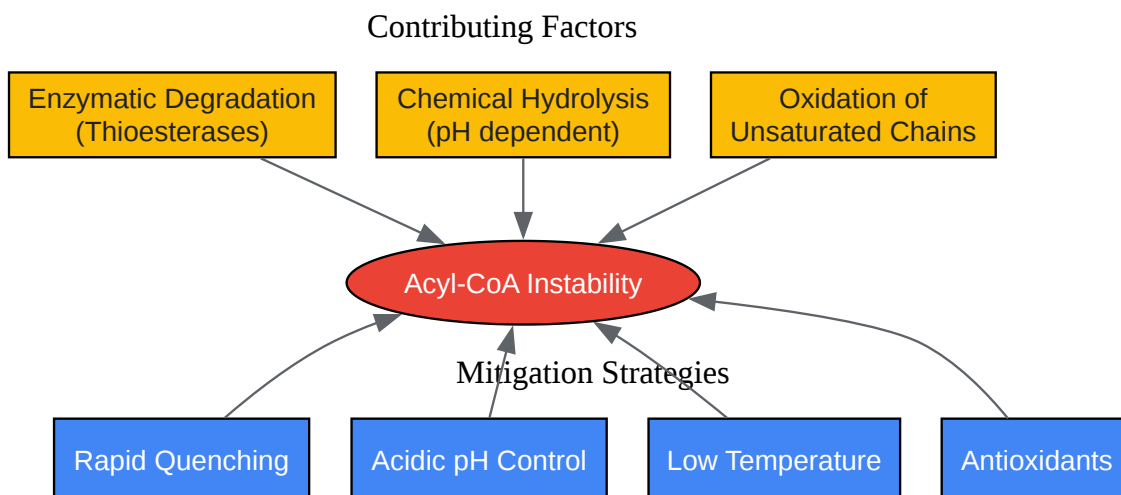 Contributing Factors
Enzymatic Degradation
(Thioesterases)
Chemical Hydrolysis
(pH dependent)
Oxidation of
Unsaturated Chains
Acyl-CoA Instability
Mitigation Strategies
Rapid Quenching
Acidic pH Control
Low Temperature
Antioxidants